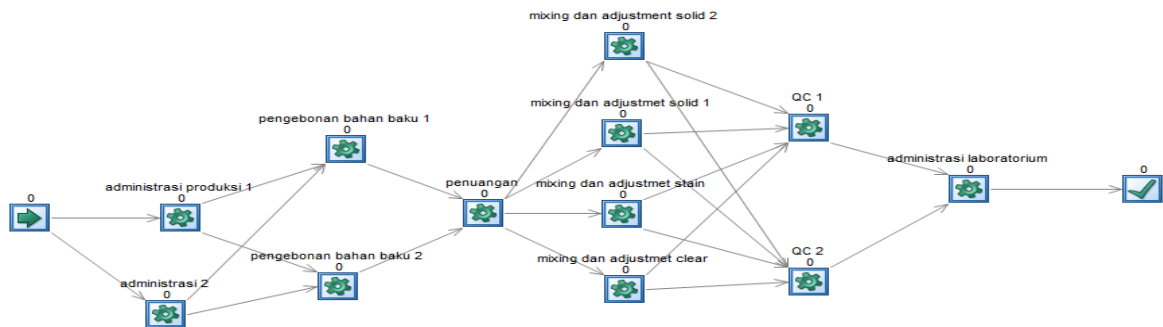 mixing dan adjustment solid 2
0
mixing dan adjustmet solid 1
0
QC 1
0
pengebonan bahan baku 1
0
administrasi laboratorium
0
0
administrasi produksi 1
0
penuangan
0
mixing dan adjustmet stain
0
0
pengebonan bahan baku 2
0
mixing dan adjustmet clear
0
QC 2
0
administrasi 2
0